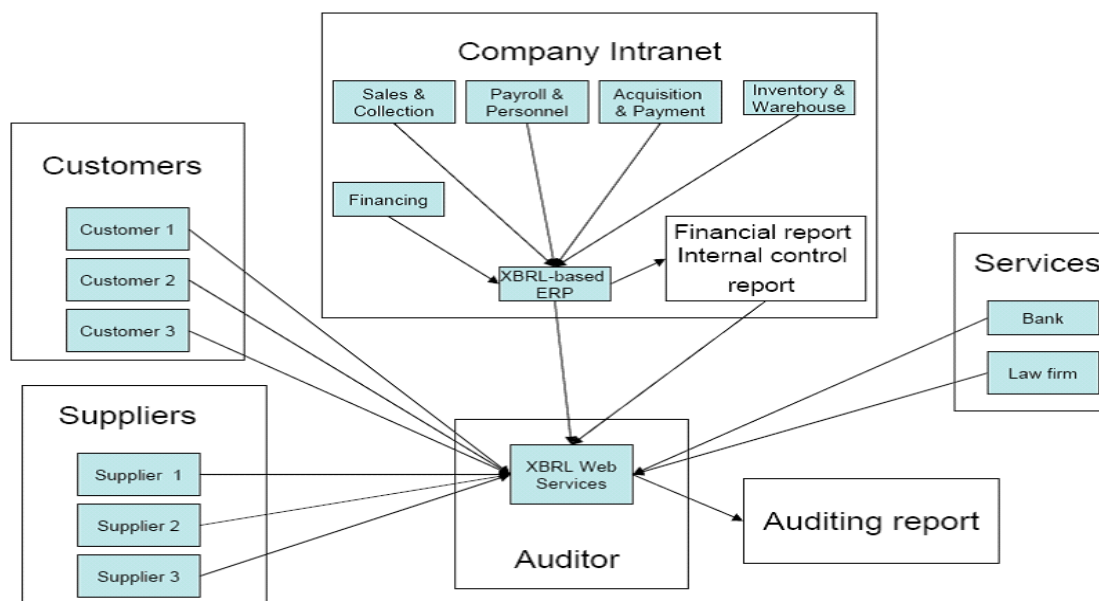 Company Intranet
Sales &
Collection
Payroll &
Personnel
Acquisition
& Payment
Inventory &
Warehouse
Financing
XBRL-based
ERP
Financial report
Internal control
report
Customers
Customer 1
Customer 2
Customer 3
Services
Bank
Law firm
Suppliers
Supplier 1
Supplier 2
Supplier 3
XBRL Web
Services
Auditor
Auditing report